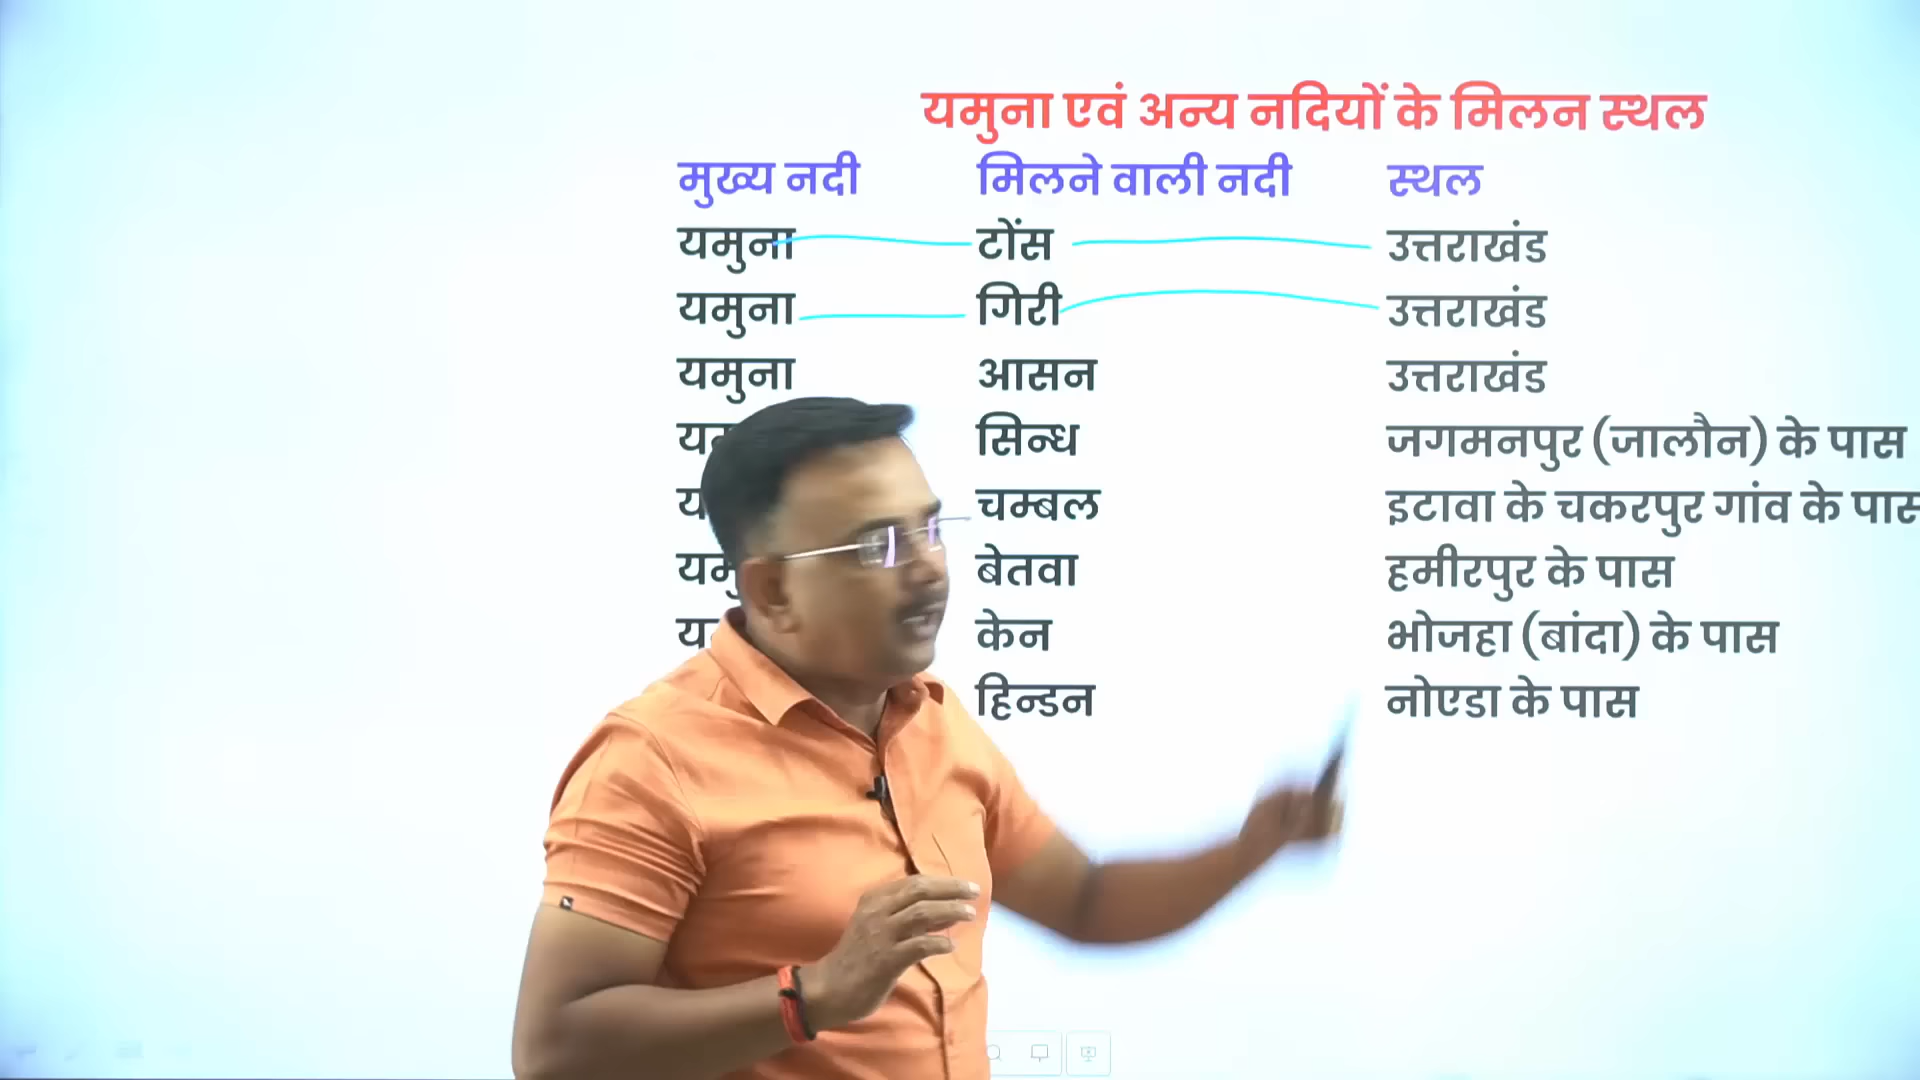 यमुना एवं अन्य नदियों के मिलन स्थल
मुख्य नदी मिलने वाली नदी स्थल
यमुना टोंस उत्तराखंड
यमुना गिरी उत्तराखंड
यमुना आसन उत्तराखंड
सिन्ध जगमनपुर (जालौन) के पास
चम्बल इटावा के चकरपुर गांव के पास
बेतवा हमीरपुर के पास
केन भोजहा (बांदा) के पास
हिन्डन नोएडा के पास